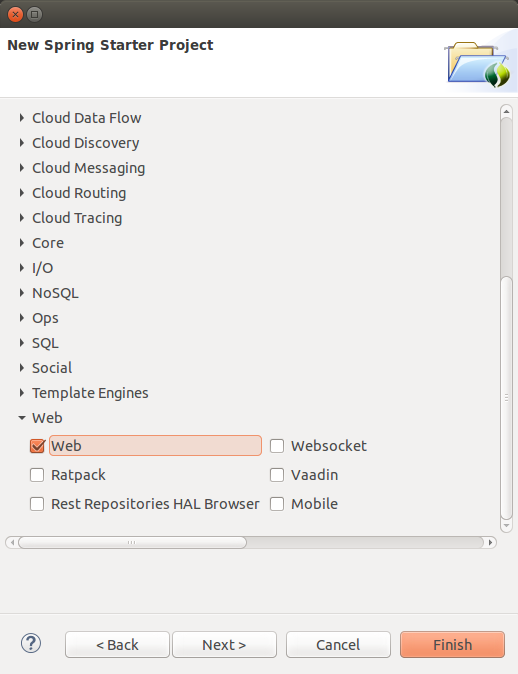 New Spring Starter Project
Cloud Data Flow
Cloud Discovery
Cloud Messaging
Cloud Routing
Cloud Tracing
Core
I/O
NoSQL
Ops
SQL
Social
Template Engines
Web
Web Websocket
Ratpack Vaadin
Rest Repositories HAL Browser Mobile
? < Back Next > Cancel Finish